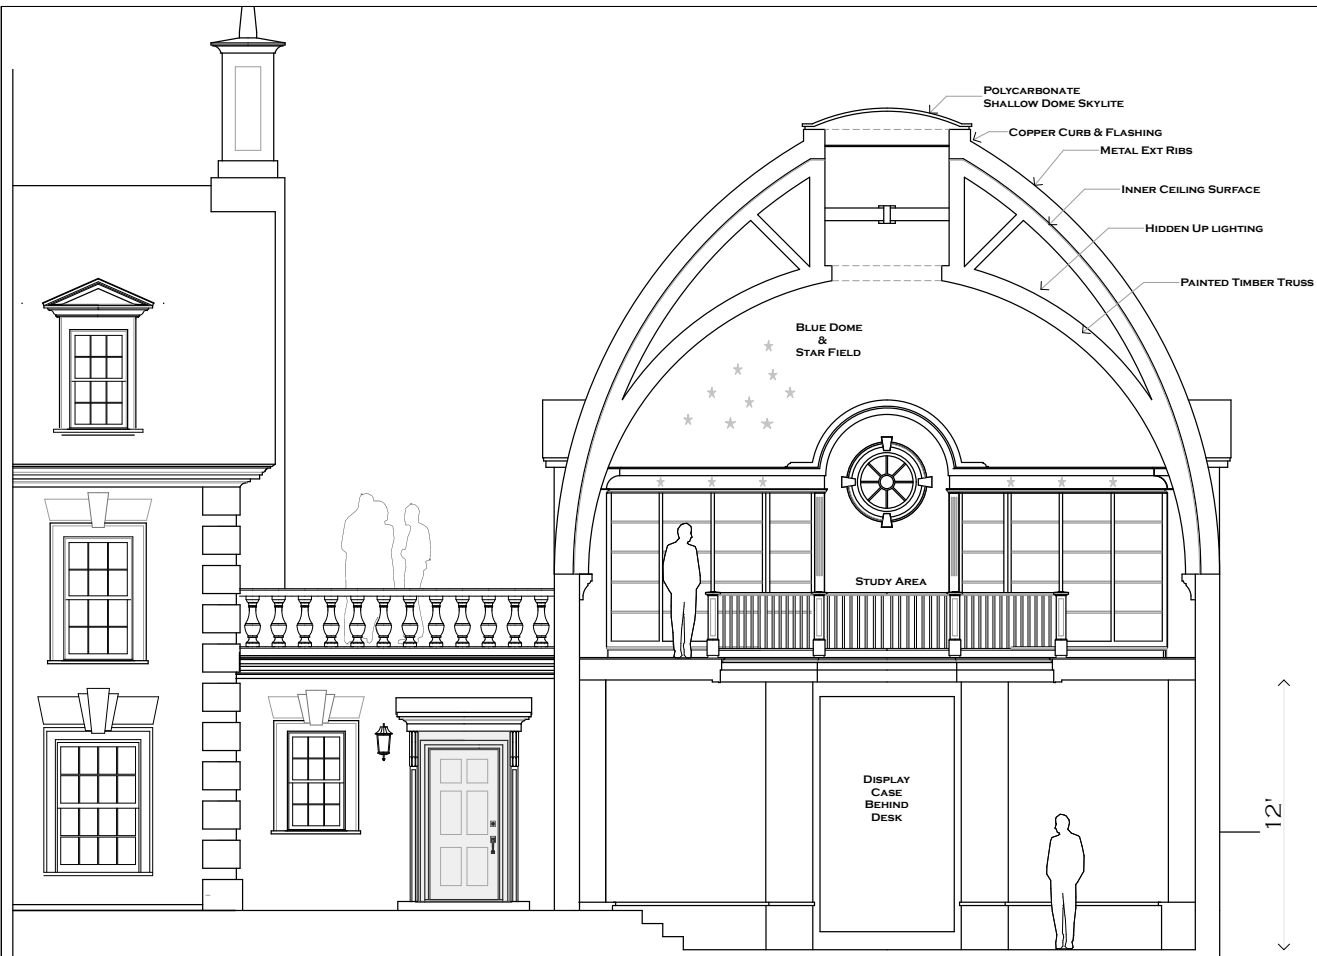 Polycarbonate
Shallow Dome Skylite
Copper Curb & Flashing
Metal Ext Ribs
Inner Ceiling Surface
Hidden Up lighting
Painted Timber Truss
Blue Dome
&
Star Field
Study Area
Display
Case
Behind
Desk
12'